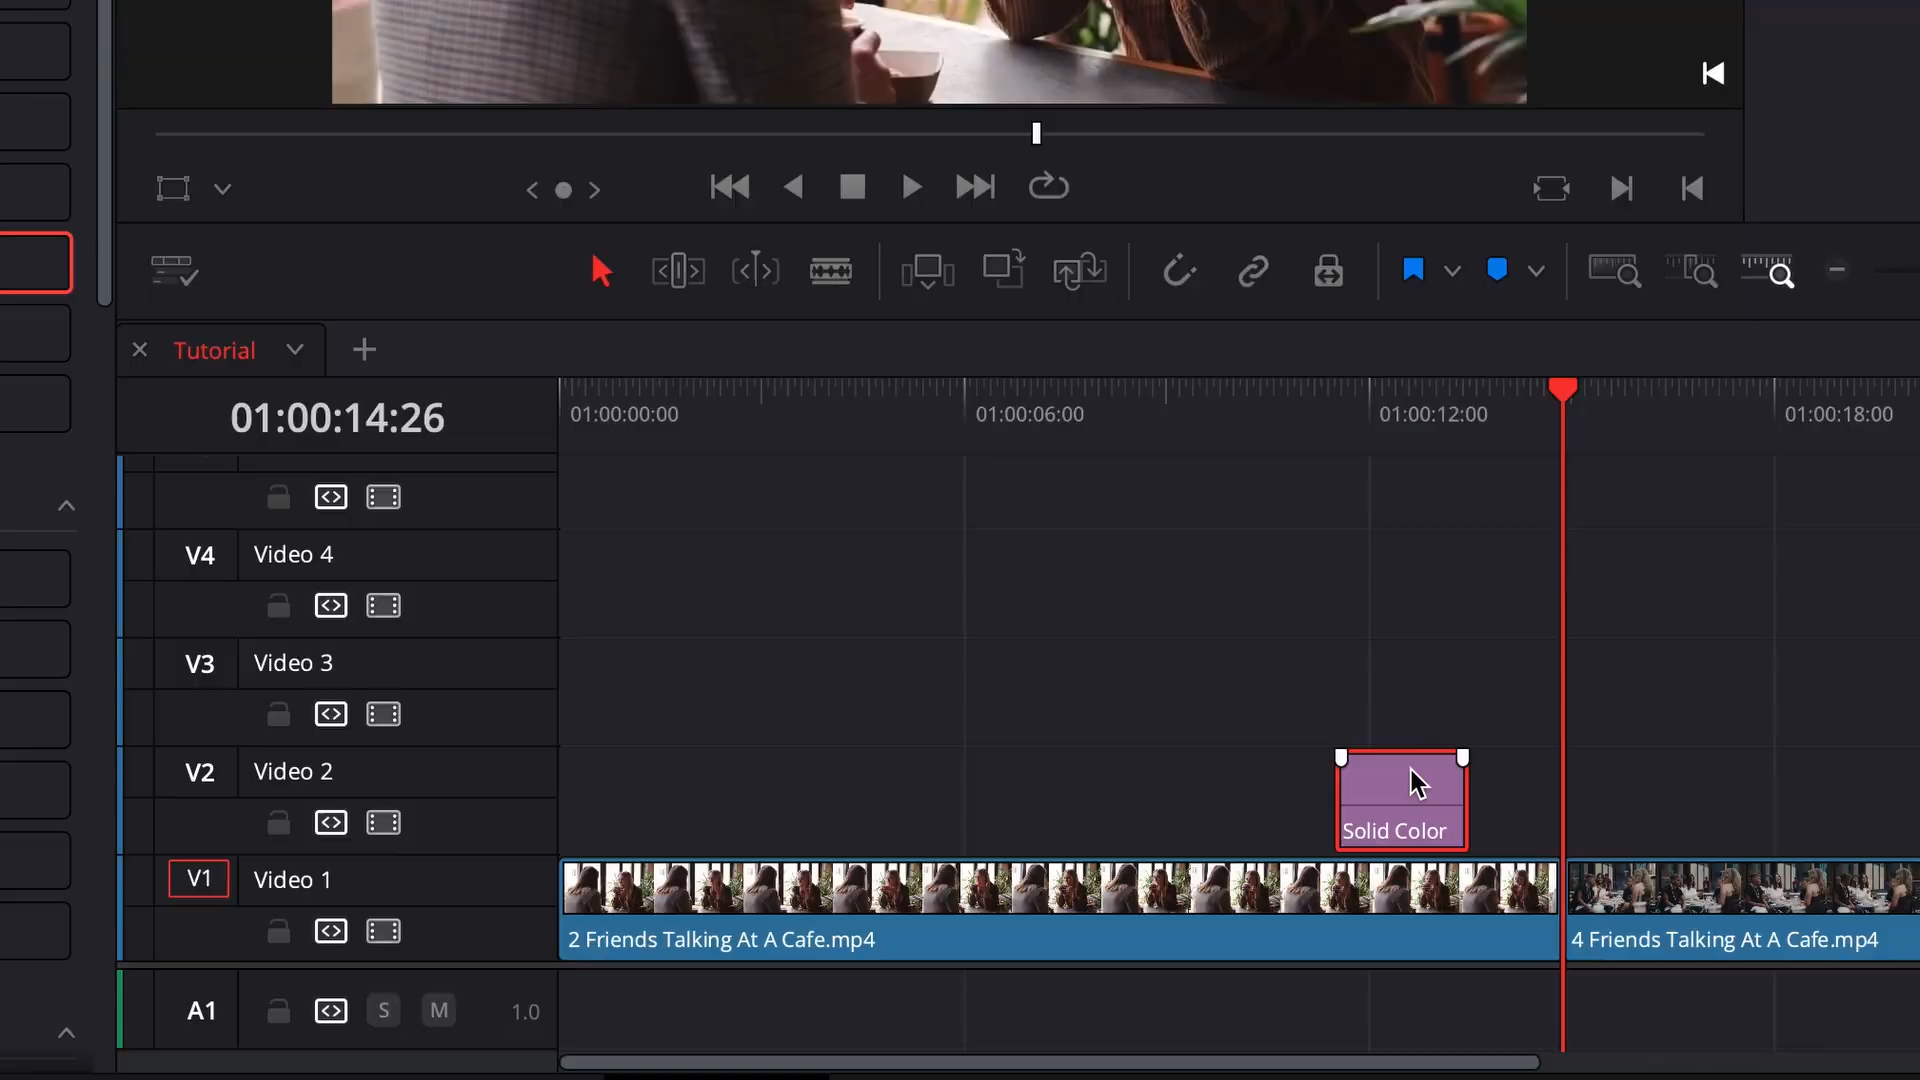 Tutorial
01:00:14:26
01:00:00:00
01:00:06:00
01:00:12:00
01:00:18:00
V4 Video 4
V3 Video 3
V2 Video 2
Solid Color
V1 Video 1
2 Friends Talking At A Cafe.mp4
4 Friends Talking At A Cafe.mp4
A1 S M 1.0